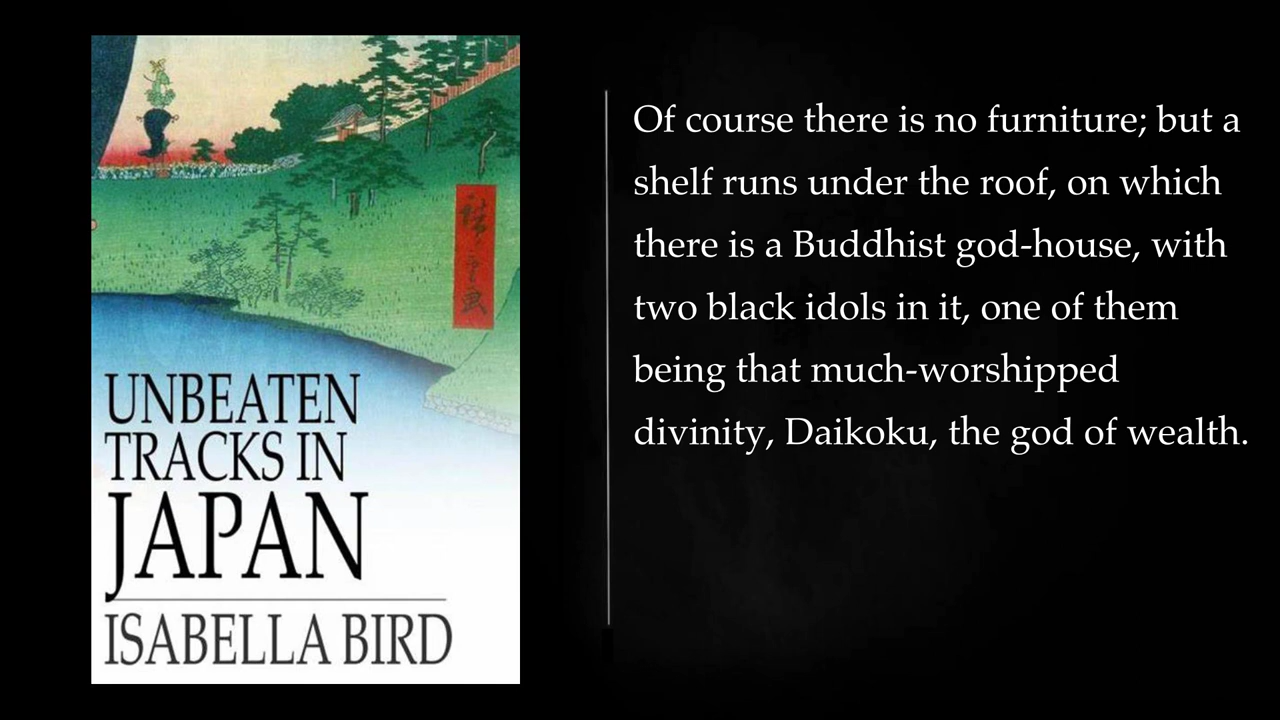 UNBEATEN
TRACKS IN
JAPAN
ISABELLA BIRD
Of course there is no furniture; but a
shelf runs under the roof, on which
there is a Buddhist god-house, with
two black idols in it, one of them
being that much-worshipped
divinity, Daikoku, the god of wealth.